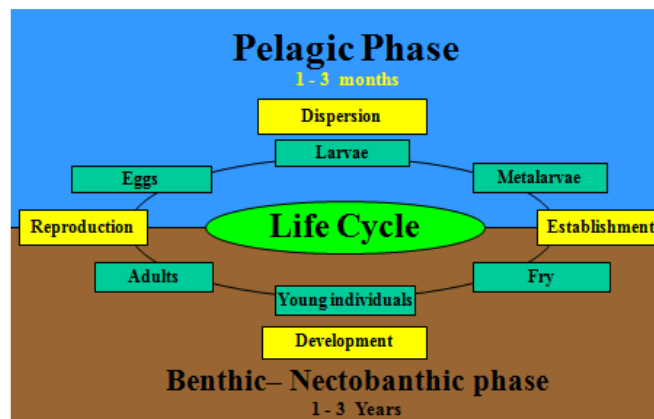 Pelagic Phase
1 - 3 months
Dispersion
Larvae
Eggs
Metalarvae
Reproduction
Life Cycle
Establishment
Adults
Young individuals
Fry
Development
Benthic– Nectobanthic phase
1 - 3 Years